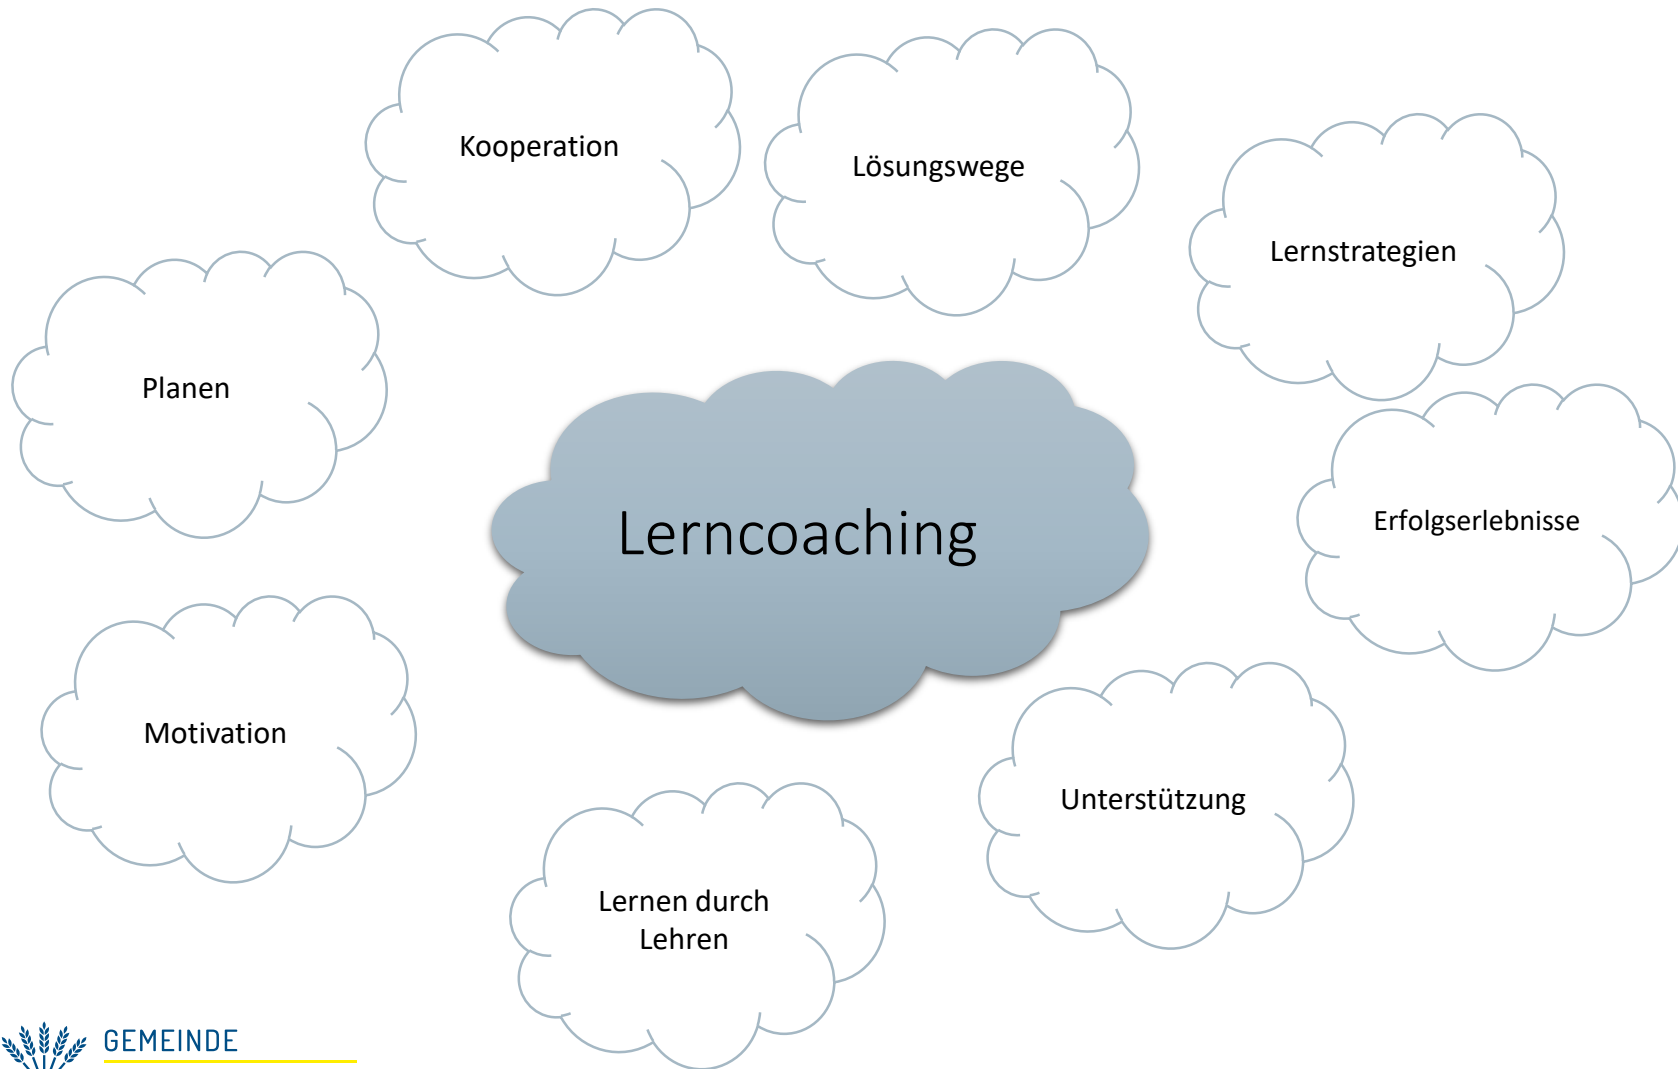 Kooperation
Lösungswege
Lernstrategien
Planen
Erfolgserlebnisse
Lerncoaching
Motivation
Unterstützung
Lernen durch
Lehren
GEMEINDE